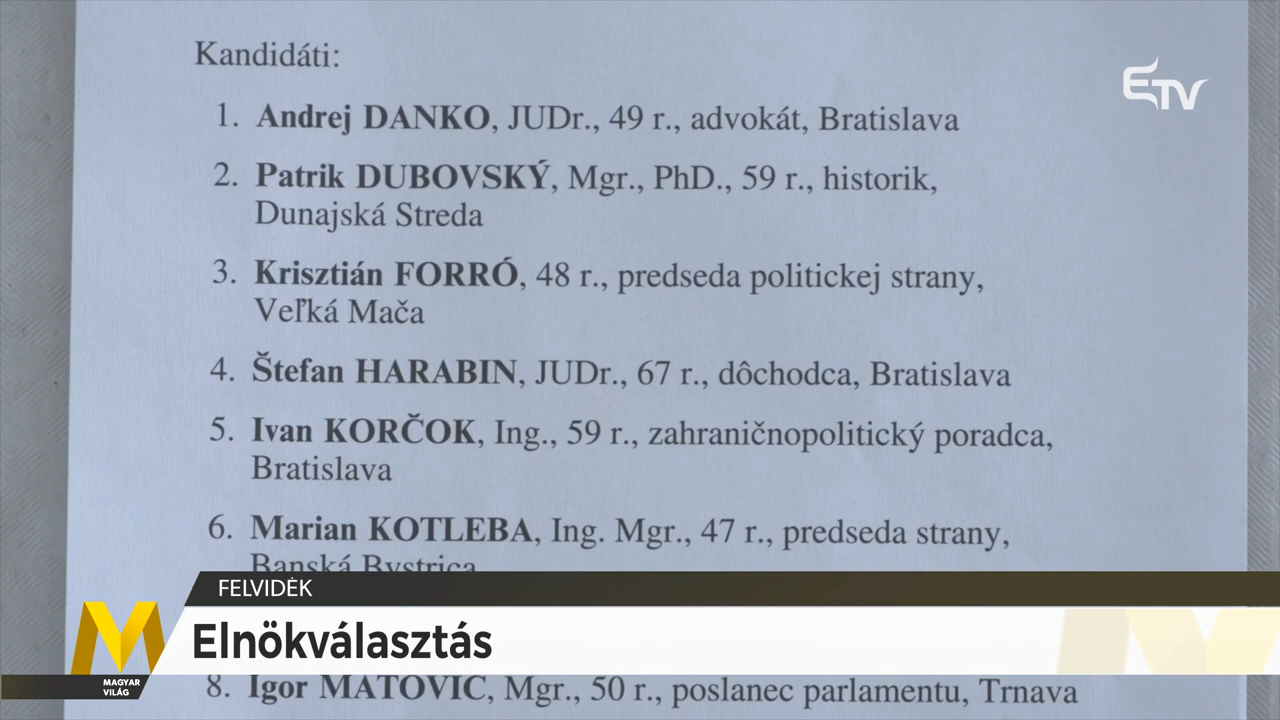 Kandidáti:
ETV
1. Andrej DANKO, JUDr., 49 r., advokát, Bratislava
2. Patrik DUBOVSKÝ, Mgr., PhD., 59 r., historik,
Dunajská Streda
3. Krisztián FORRÓ, 48 r., predseda politickej strany,
Veľká Mača
4. Štefan HARABIN, JUDr., 67 r., dôchodca, Bratislava
5. Ivan KORČOK, Ing., 59 r., zahraničnopolitický poradca,
Bratislava
6. Marian KOTLEBA, Ing. Mgr., 47 r., predseda strany,
Banská Bystrica
FELVIDÉK
Elnökválasztás
MAGYAR
VILÁG
8. Igor MATOVIČ, Mgr., 50 r., poslanec parlamentu, Trnava